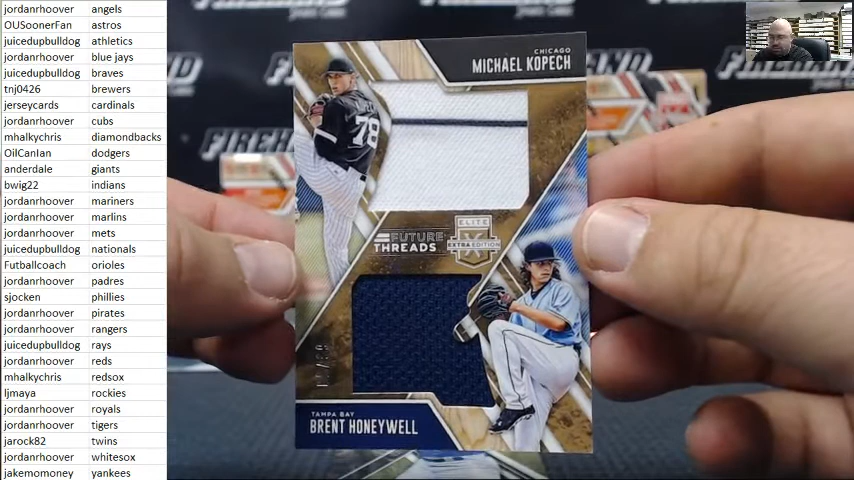 jordanrhoover angels
OUSoonerFan astros
juicedupbulldog athletics
jordanrhoover blue jays
juicedupbulldog braves
tnj0426 brewers
jerseycards cardinals
jordanrhoover cubs
mhalkychris diamondbacks
OilCanIan dodgers
anderdale giants
bwig22 indians
jordanrhoover mariners
jordanrhoover marlins
jordanrhoover mets
juicedupbulldog nationals
Futballcoach orioles
jordanrhoover padres
sjocken phillies
jordanrhoover pirates
jordanrhoover rangers
juicedupbulldog rays
jordanrhoover reds
mhalkychris redsox
ljmaya rockies
jordanrhoover royals
jordanrhoover tigers
jarock82 twins
jordanrhoover whitesox
jakemomoney yankees
CHICAGO
MICHAEL KOPECH
78
FUTURE
THREADS
ELITE
X
EXTRA EDITION
TAMPA BAY
BRENT HONEYWELL